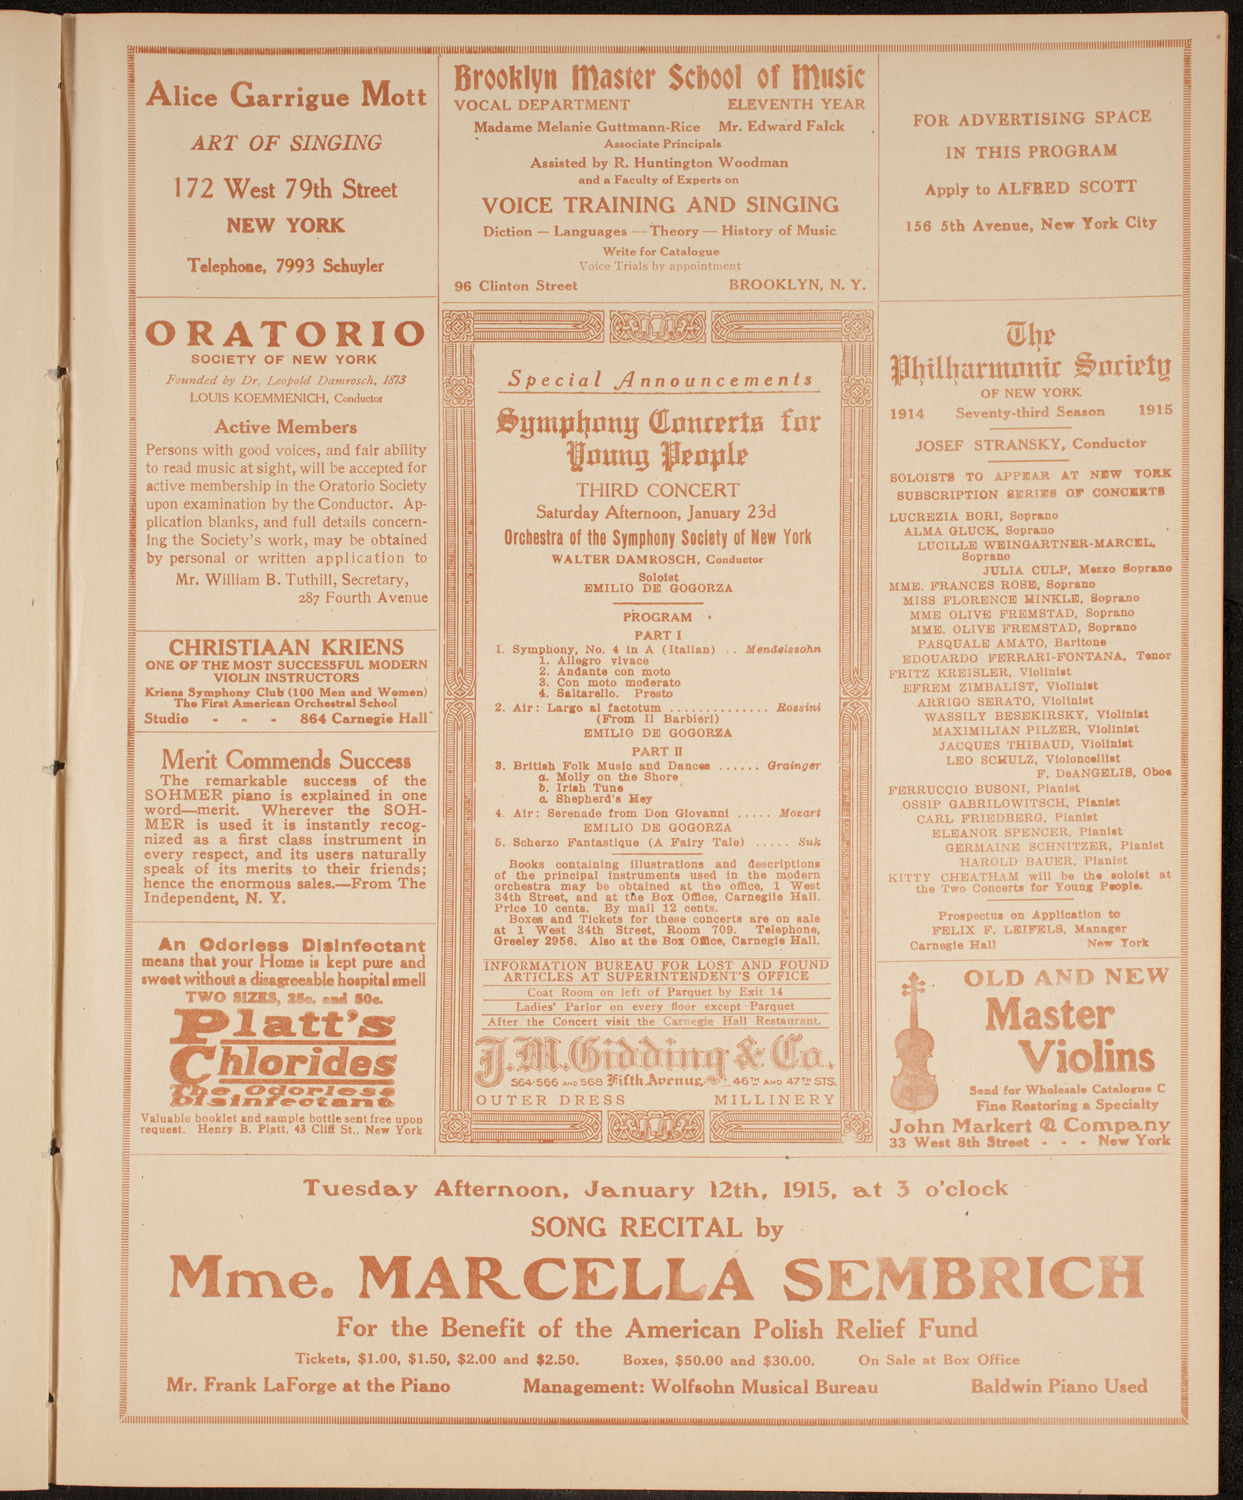 Alice Garrigue Mott
ART OF SINGING
172 West 79th Street
NEW YORK
Telephone, 7993 Schuyler
Brooklyn Master School of Music
VOCAL DEPARTMENT ELEVENTH YEAR
Madame Melanie Guttmann-Rice Mr. Edward Falck
Associate Principals
Assisted by R. Huntington Woodman
and a Faculty of Experts on
VOICE TRAINING AND SINGING
Diction — Languages — Theory — History of Music
Write for Catalogue
Voice Trials by appointment
96 Clinton Street BROOKLYN, N. Y.
FOR ADVERTISING SPACE
IN THIS PROGRAM
Apply to ALFRED SCOTT
156 5th Avenue, New York City
ORATORIO
SOCIETY OF NEW YORK
Founded by Dr. Leopold Damrosch, 1873
LOUIS KOEMMENICH, Conductor
Active Members
Persons with good voices, and fair ability
to read music at sight, will be accepted for
active membership in the Oratorio Society
upon examination by the Conductor. Ap-
plication blanks, and full details concern-
ing the Society's work, may be obtained
by personal or written application to
Mr. William B. Tuthill, Secretary,
287 Fourth Avenue
CHRISTIAAN KRIENS
ONE OF THE MOST SUCCESSFUL MODERN
VIOLIN INSTRUCTORS
Kriens Symphony Club (100 Men and Women)
The First American Orchestral School
Studio - - - 864 Carnegie Hall
Merit Commends Success
The remarkable success of the
SOHMER piano is explained in one
word—merit. Wherever the SOH-
MER is used it is instantly recog-
nized as a first class instrument in
every respect, and its users naturally
speak of its merits to their friends;
hence the enormous sales.—From The
Independent, N. Y.
An Odorless Disinfectant
means that your Home is kept pure and
sweet without a disagreeable hospital smell
TWO SIZES, 25c. and 50c.
Platt's
Chlorides
The Odorless
Disinfectant
Valuable booklet and sample bottle sent free upon
request. Henry B. Platt, 43 Cliff St., New York
Special Announcements
Symphony Concerts for
Young People
THIRD CONCERT
Saturday Afternoon, January 23d
Orchestra of the Symphony Society of New York
WALTER DAMROSCH, Conductor
Soloist
EMILIO DE GOGORZA
PROGRAM
PART I
1. Symphony, No. 4 in A (Italian) .. Mendelssohn
1. Allegro vivace
2. Andante con moto
3. Con moto moderato
4. Saltarello. Presto
2. Air: Largo al factotum .............. Rossini
(From Il Barbieri)
EMILIO DE GOGORZA
PART II
3. British Folk Music and Dances ...... Grainger
a. Molly on the Shore
b. Irish Tune
c. Shepherd's Hey
4. Air: Serenade from Don Giovanni ..... Mozart
EMILIO DE GOGORZA
5. Scherzo Fantastique (A Fairy Tale) ..... Suk
Books containing illustrations and descriptions
of the principal instruments used in the modern
orchestra may be obtained at the office, 1 West
34th Street, and at the Box Office, Carnegie Hall.
Price 10 cents. By mail 12 cents.
Boxes and Tickets for these concerts are on sale
at 1 West 34th Street, Room 709. Telephone,
Greeley 2956. Also at the Box Office, Carnegie Hall.
INFORMATION BUREAU FOR LOST AND FOUND
ARTICLES AT SUPERINTENDENT'S OFFICE
Coat Room on left of Parquet by Exit 14
Ladies' Parlor on every floor except Parquet
After the Concert visit the Carnegie Hall Restaurant.
J. M. Gidding & Co.
564-566 AND 568 Fifth Avenue 46TH AND 47TH STS.
OUTER DRESS MILLINERY
The
Philharmonic Society
OF NEW YORK
1914 Seventy-third Season 1915
JOSEF STRANSKY, Conductor
SOLOISTS TO APPEAR AT NEW YORK
SUBSCRIPTION SERIES OF CONCERTS
LUCREZIA BORI, Soprano
ALMA GLUCK, Soprano
LUCILLE WEINGARTNER-MARCEL,
Soprano
JULIA CULP, Mezzo Soprano
MME. FRANCES ROSE, Soprano
MISS FLORENCE HINKLE, Soprano
MME OLIVE FREMSTAD, Soprano
MME. OLIVE FREMSTAD, Soprano
PASQUALE AMATO, Baritone
EDOUARDO FERRARI-FONTANA, Tenor
FRITZ KREISLER, Violinist
EFREM ZIMBALIST, Violinist
ARRIGO SERATO, Violinist
WASSILY BESEKIRSKY, Violinist
MAXIMILIAN PILZER, Violinist
JACQUES THIBAUD, Violinist
LEO SCHULZ, Violoncellist
F. DeANGELIS, Oboe
FERRUCCIO BUSONI, Pianist
OSSIP GABRILOWITSCH, Pianist
CARL FRIEDBERG, Pianist
ELEANOR SPENCER, Pianist
GERMAINE SCHNITZER, Pianist
HAROLD BAUER, Pianist
KITTY CHEATHAM will be the soloist at
the Two Concerts for Young People.
Prospectus on Application to
FELIX F. LEIFELS, Manager
Carnegie Hall New York
OLD AND NEW
Master
Violins
Send for Wholesale Catalogue C
Fine Restoring a Specialty
John Markert & Company
33 West 8th Street - - - New York
Tuesday Afternoon, January 12th, 1915, at 3 o'clock
SONG RECITAL by
Mme. MARCELLA SEMBRICH
For the Benefit of the American Polish Relief Fund
Tickets, $1.00, $1.50, $2.00 and $2.50. Boxes, $50.00 and $30.00. On Sale at Box Office
Mr. Frank LaForge at the Piano Management: Wolfsohn Musical Bureau Baldwin Piano Used